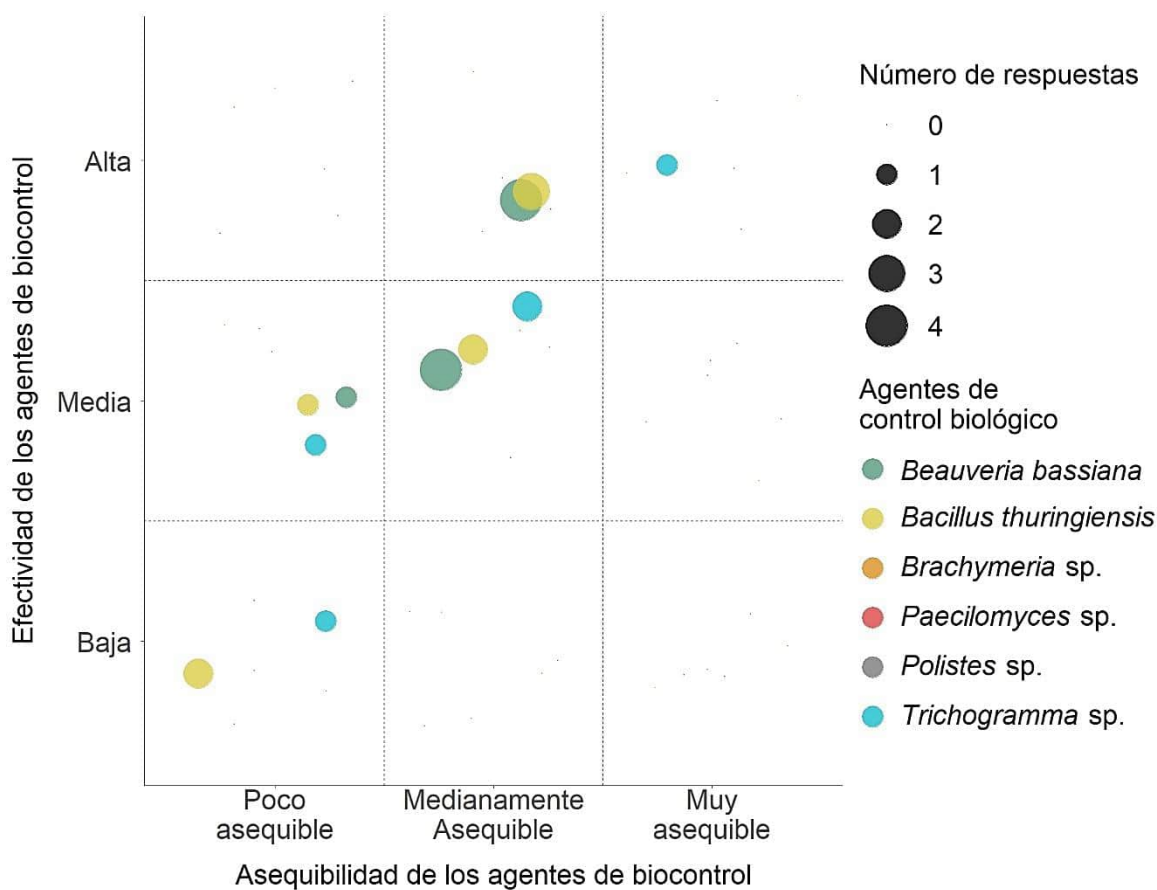 Efectividad de los agentes de biocontrol
Alta
Media
Baja
Poco
asequible
Medianamente
Asequible
Muy
asequible
Asequibilidad de los agentes de biocontrol
Número de respuestas
0
1
2
3
4
Agentes de
control biológico
Beauveria bassiana
Bacillus thuringiensis
Brachymeria sp.
Paecilomyces sp.
Polistes sp.
Trichogramma sp.